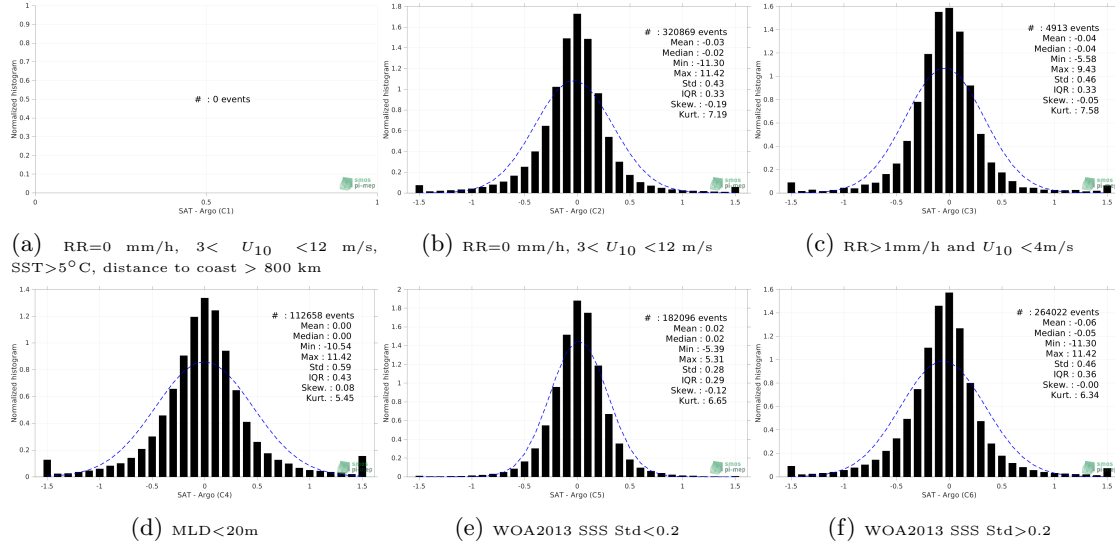 1
0.9
0.8
0.7
0.6
0.5
0.4
0.3
0.2
0.1
0
Normalized histogram
# : 0 events
smos
pi-mep
0 0.5 1
SAT - Argo (C1)
(a) RR=0 mm/h, 3< U10 <12 m/s,
SST>5°C, distance to coast > 800 km
1.8
1.6
1.4
1.2
1
0.8
0.6
0.4
0.2
0
Normalized histogram
# : 320869 events
Mean : -0.03
Median : -0.02
Min : -11.30
Max : 11.42
Std : 0.43
IQR : 0.33
Skew. : -0.19
Kurt. : 7.19
smos
pi-mep
-1.5 -1 -0.5 0 0.5 1 1.5
SAT - Argo (C2)
(b) RR=0 mm/h, 3< U10 <12 m/s
1.6
1.4
1.2
1
0.8
0.6
0.4
0.2
0
Normalized histogram
# : 4913 events
Mean : -0.04
Median : -0.04
Min : -5.58
Max : 9.43
Std : 0.46
IQR : 0.33
Skew. : -0.05
Kurt. : 7.58
smos
pi-mep
-1.5 -1 -0.5 0 0.5 1 1.5
SAT - Argo (C3)
(c) RR>1mm/h and U10 <4m/s
1.4
1.2
1
0.8
0.6
0.4
0.2
0
Normalized histogram
# : 112658 events
Mean : 0.00
Median : 0.00
Min : -10.54
Max : 11.42
Std : 0.59
IQR : 0.43
Skew. : 0.08
Kurt. : 5.45
smos
pi-mep
-1.5 -1 -0.5 0 0.5 1 1.5
SAT - Argo (C4)
(d) MLD<20m
2
1.8
1.6
1.4
1.2
1
0.8
0.6
0.4
0.2
0
Normalized histogram
# : 182096 events
Mean : 0.02
Median : 0.02
Min : -5.39
Max : 5.31
Std : 0.28
IQR : 0.29
Skew. : -0.12
Kurt. : 6.65
smos
pi-mep
-1.5 -1 -0.5 0 0.5 1 1.5
SAT - Argo (C5)
(e) WOA2013 SSS Std<0.2
1.6
1.4
1.2
1
0.8
0.6
0.4
0.2
0
Normalized histogram
# : 264022 events
Mean : -0.06
Median : -0.05
Min : -11.30
Max : 11.42
Std : 0.46
IQR : 0.36
Skew. : -0.00
Kurt. : 6.34
smos
pi-mep
-1.5 -1 -0.5 0 0.5 1 1.5
SAT - Argo (C6)
(f) WOA2013 SSS Std>0.2